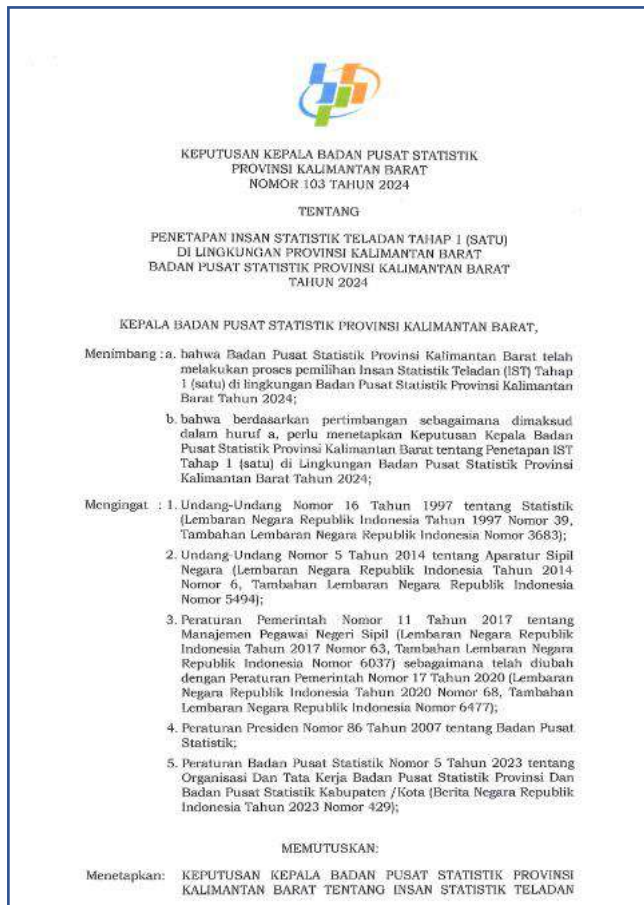 KEPUTUSAN KEPALA BADAN PUSAT STATISTIK
PROVINSI KALIMANTAN BARAT
NOMOR 103 TAHUN 2024
TENTANG
PENETAPAN INSAN STATISTIK TELADAN TAHAP 1 (SATU)
DI LINGKUNGAN PROVINSI KALIMANTAN BARAT
BADAN PUSAT STATISTIK PROVINSI KALIMANTAN BARAT
TAHUN 2024
KEPALA BADAN PUSAT STATISTIK PROVINSI KALIMANTAN BARAT,
Menimbang : a. bahwa Badan Pusat Statistik Provinsi Kalimantan Barat telah
melakukan proses pemilihan Insan Statistik Teladan (IST) Tahap
1 (satu) di lingkungan Badan Pusat Statistik Provinsi Kalimantan
Barat Tahun 2024;
b. bahwa berdasarkan pertimbangan sebagaimana dimaksud
dalam huruf a, perlu menetapkan Keputusan Kepala Badan
Pusat Statistik Provinsi Kalimantan Barat tentang Penetapan IST
Tahap 1 (satu) di Lingkungan Badan Pusat Statistik Provinsi
Kalimantan Barat Tahun 2024;
Mengingat : 1. Undang-Undang Nomor 16 Tahun 1997 tentang Statistik
(Lembaran Negara Republik Indonesia Tahun 1997 Nomor 39,
Tambahan Lembaran Negara Republik Indonesia Nomor 3683);
2. Undang-Undang Nomor 5 Tahun 2014 tentang Aparatur Sipil
Negara (Lembaran Negara Republik Indonesia Tahun 2014
Nomor 6, Tambahan Lembaran Negara Republik Indonesia
Nomor 5494);
3. Peraturan Pemerintah Nomor 11 Tahun 2017 tentang
Manajemen Pegawai Negeri Sipil (Lembaran Negara Republik
Indonesia Tahun 2017 Nomor 63, Tambahan Lembaran Negara
Republik Indonesia Nomor 6037) sebagaimana telah diubah
dengan Peraturan Pemerintah Nomor 17 Tahun 2020 (Lembaran
Negara Republik Indonesia Tahun 2020 Nomor 68, Tambahan
Lembaran Negara Republik Indonesia Nomor 6477);
4. Peraturan Presiden Nomor 86 Tahun 2007 tentang Badan Pusat
Statistik;
5. Peraturan Badan Pusat Statistik Nomor 5 Tahun 2023 tentang
Organisasi Dan Tata Kerja Badan Pusat Statistik Provinsi Dan
Badan Pusat Statistik Kabupaten /Kota (Berita Negara Republik
Indonesia Tahun 2023 Nomor 429);
MEMUTUSKAN:
Menetapkan: KEPUTUSAN KEPALA BADAN PUSAT STATISTIK PROVINSI
KALIMANTAN BARAT TENTANG INSAN STATISTIK TELADAN